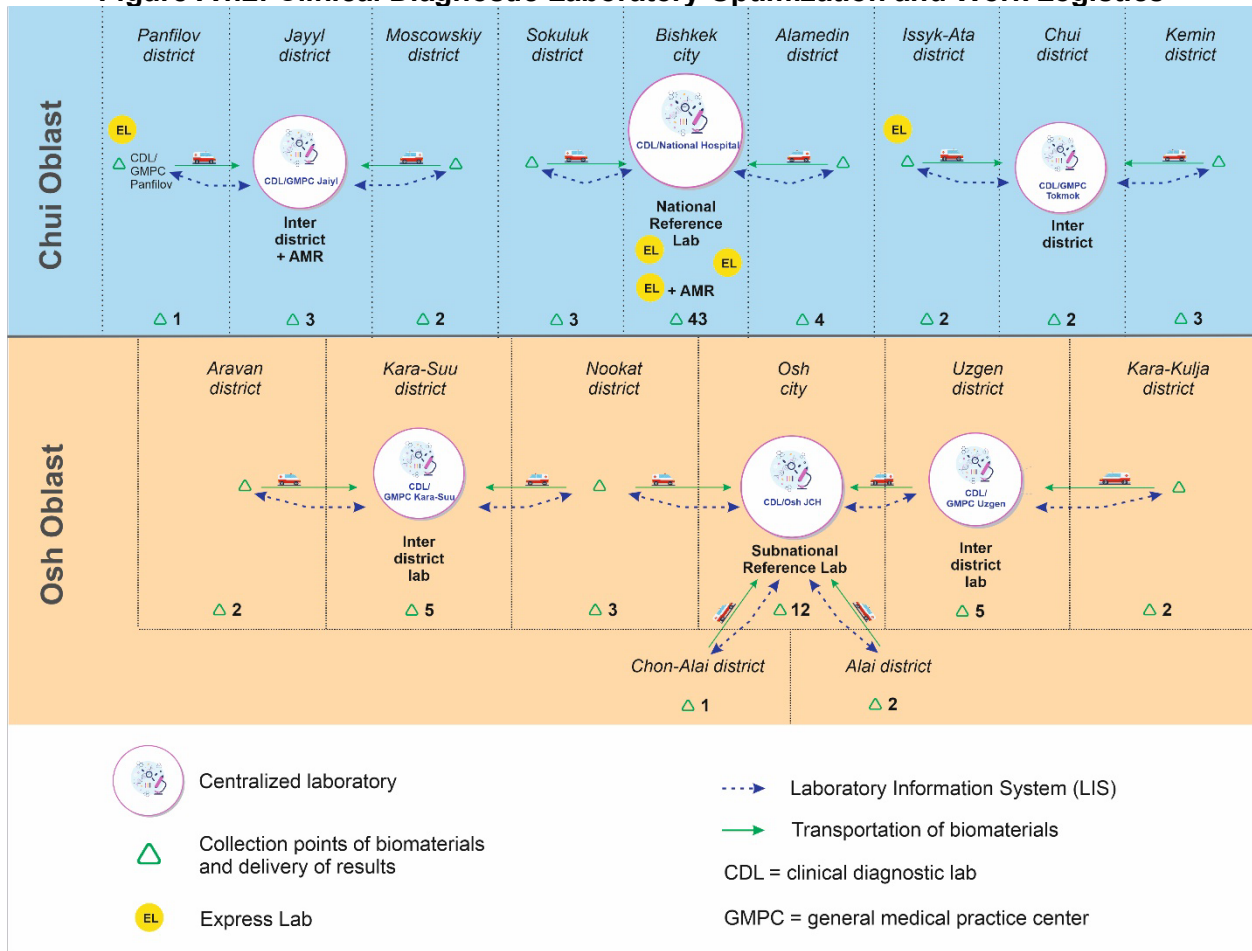 Panfilov
district
Jayyl
district
Moscowskiy
district
Sokuluk
district
Bishkek
city
Alamedin
district
Issyk-Ata
district
Chui
district
Kemin
district
Chui Oblast
EL
CDL/
GMPC
Panfilov
CDL/GMPC Jaiyl
Inter
district
+ AMR
CDL/National Hospital
National
Reference
Lab
EL
EL
EL + AMR
EL
CDL/GMPC
Tokmok
Inter
district
1
3
2
3
43
4
2
2
3
Osh Oblast
Aravan
district
Kara-Suu
district
Nookat
district
Osh
city
Uzgen
district
Kara-Kulja
district
CDL/
GMPC Kara-Suu
Inter
district
lab
CDL/Osh JCH
Subnational
Reference Lab
CDL/
GMPC Uzgen
Inter
district
lab
2
5
3
12
5
2
Chon-Alai district
1
Alai district
2
Centralized laboratory
Collection points of biomaterials
and delivery of results
EL
Express Lab
Laboratory Information System (LIS)
Transportation of biomaterials
CDL = clinical diagnostic lab
GMPC = general medical practice center